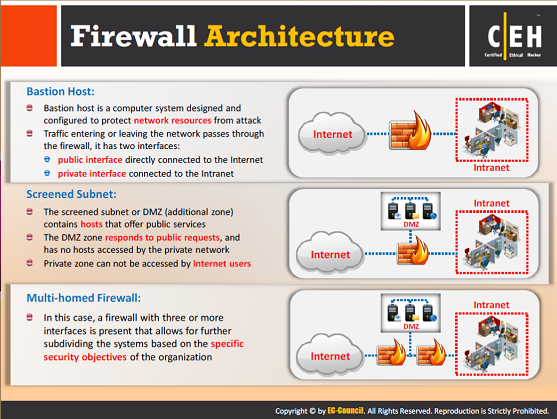 Firewall Architecture
C|EH
Certified Ethical Hacker
Bastion Host:
Bastion host is a computer system designed and
configured to protect network resources from attack
Traffic entering or leaving the network passes through
the firewall, it has two interfaces:
public interface directly connected to the Internet
private interface connected to the Intranet
Internet
Intranet
Screened Subnet:
The screened subnet or DMZ (additional zone)
contains hosts that offer public services
The DMZ zone responds to public requests, and
has no hosts accessed by the private network
Private zone can not be accessed by Internet users
DMZ
Intranet
Internet
Multi-homed Firewall:
In this case, a firewall with three or more
interfaces is present that allows for further
subdividing the systems based on the specific
security objectives of the organization
Intranet
DMZ
Internet
Copyright © by EC-Council. All Rights Reserved. Reproduction is Strictly Prohibited.